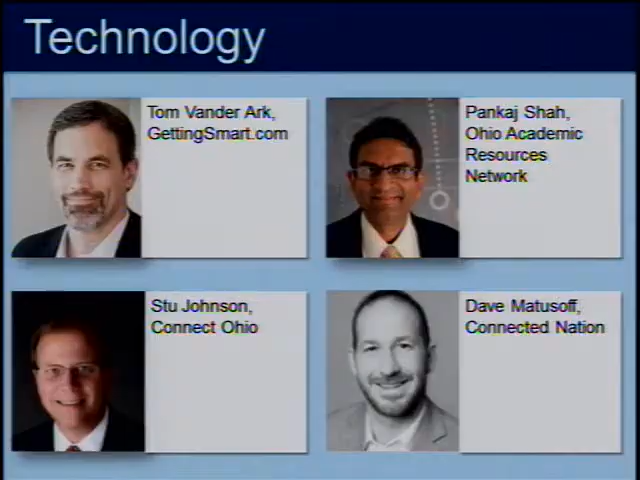 Technology
Tom Vander Ark,
GettingSmart.com
Pankaj Shah,
Ohio Academic
Resources
Network
Stu Johnson,
Connect Ohio
Dave Matusoff,
Connected Nation